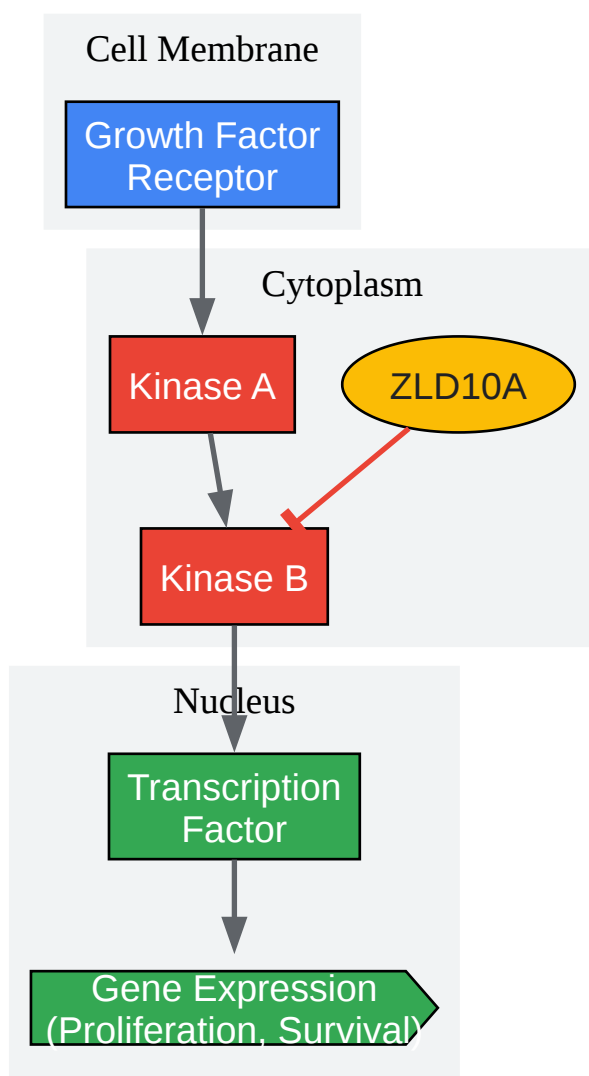 Cell Membrane
Growth Factor
Receptor
Cytoplasm
Kinase A
ZLD10A
Kinase B
Nucleus
Transcription
Factor
Gene Expression
(Proliferation, Survival)